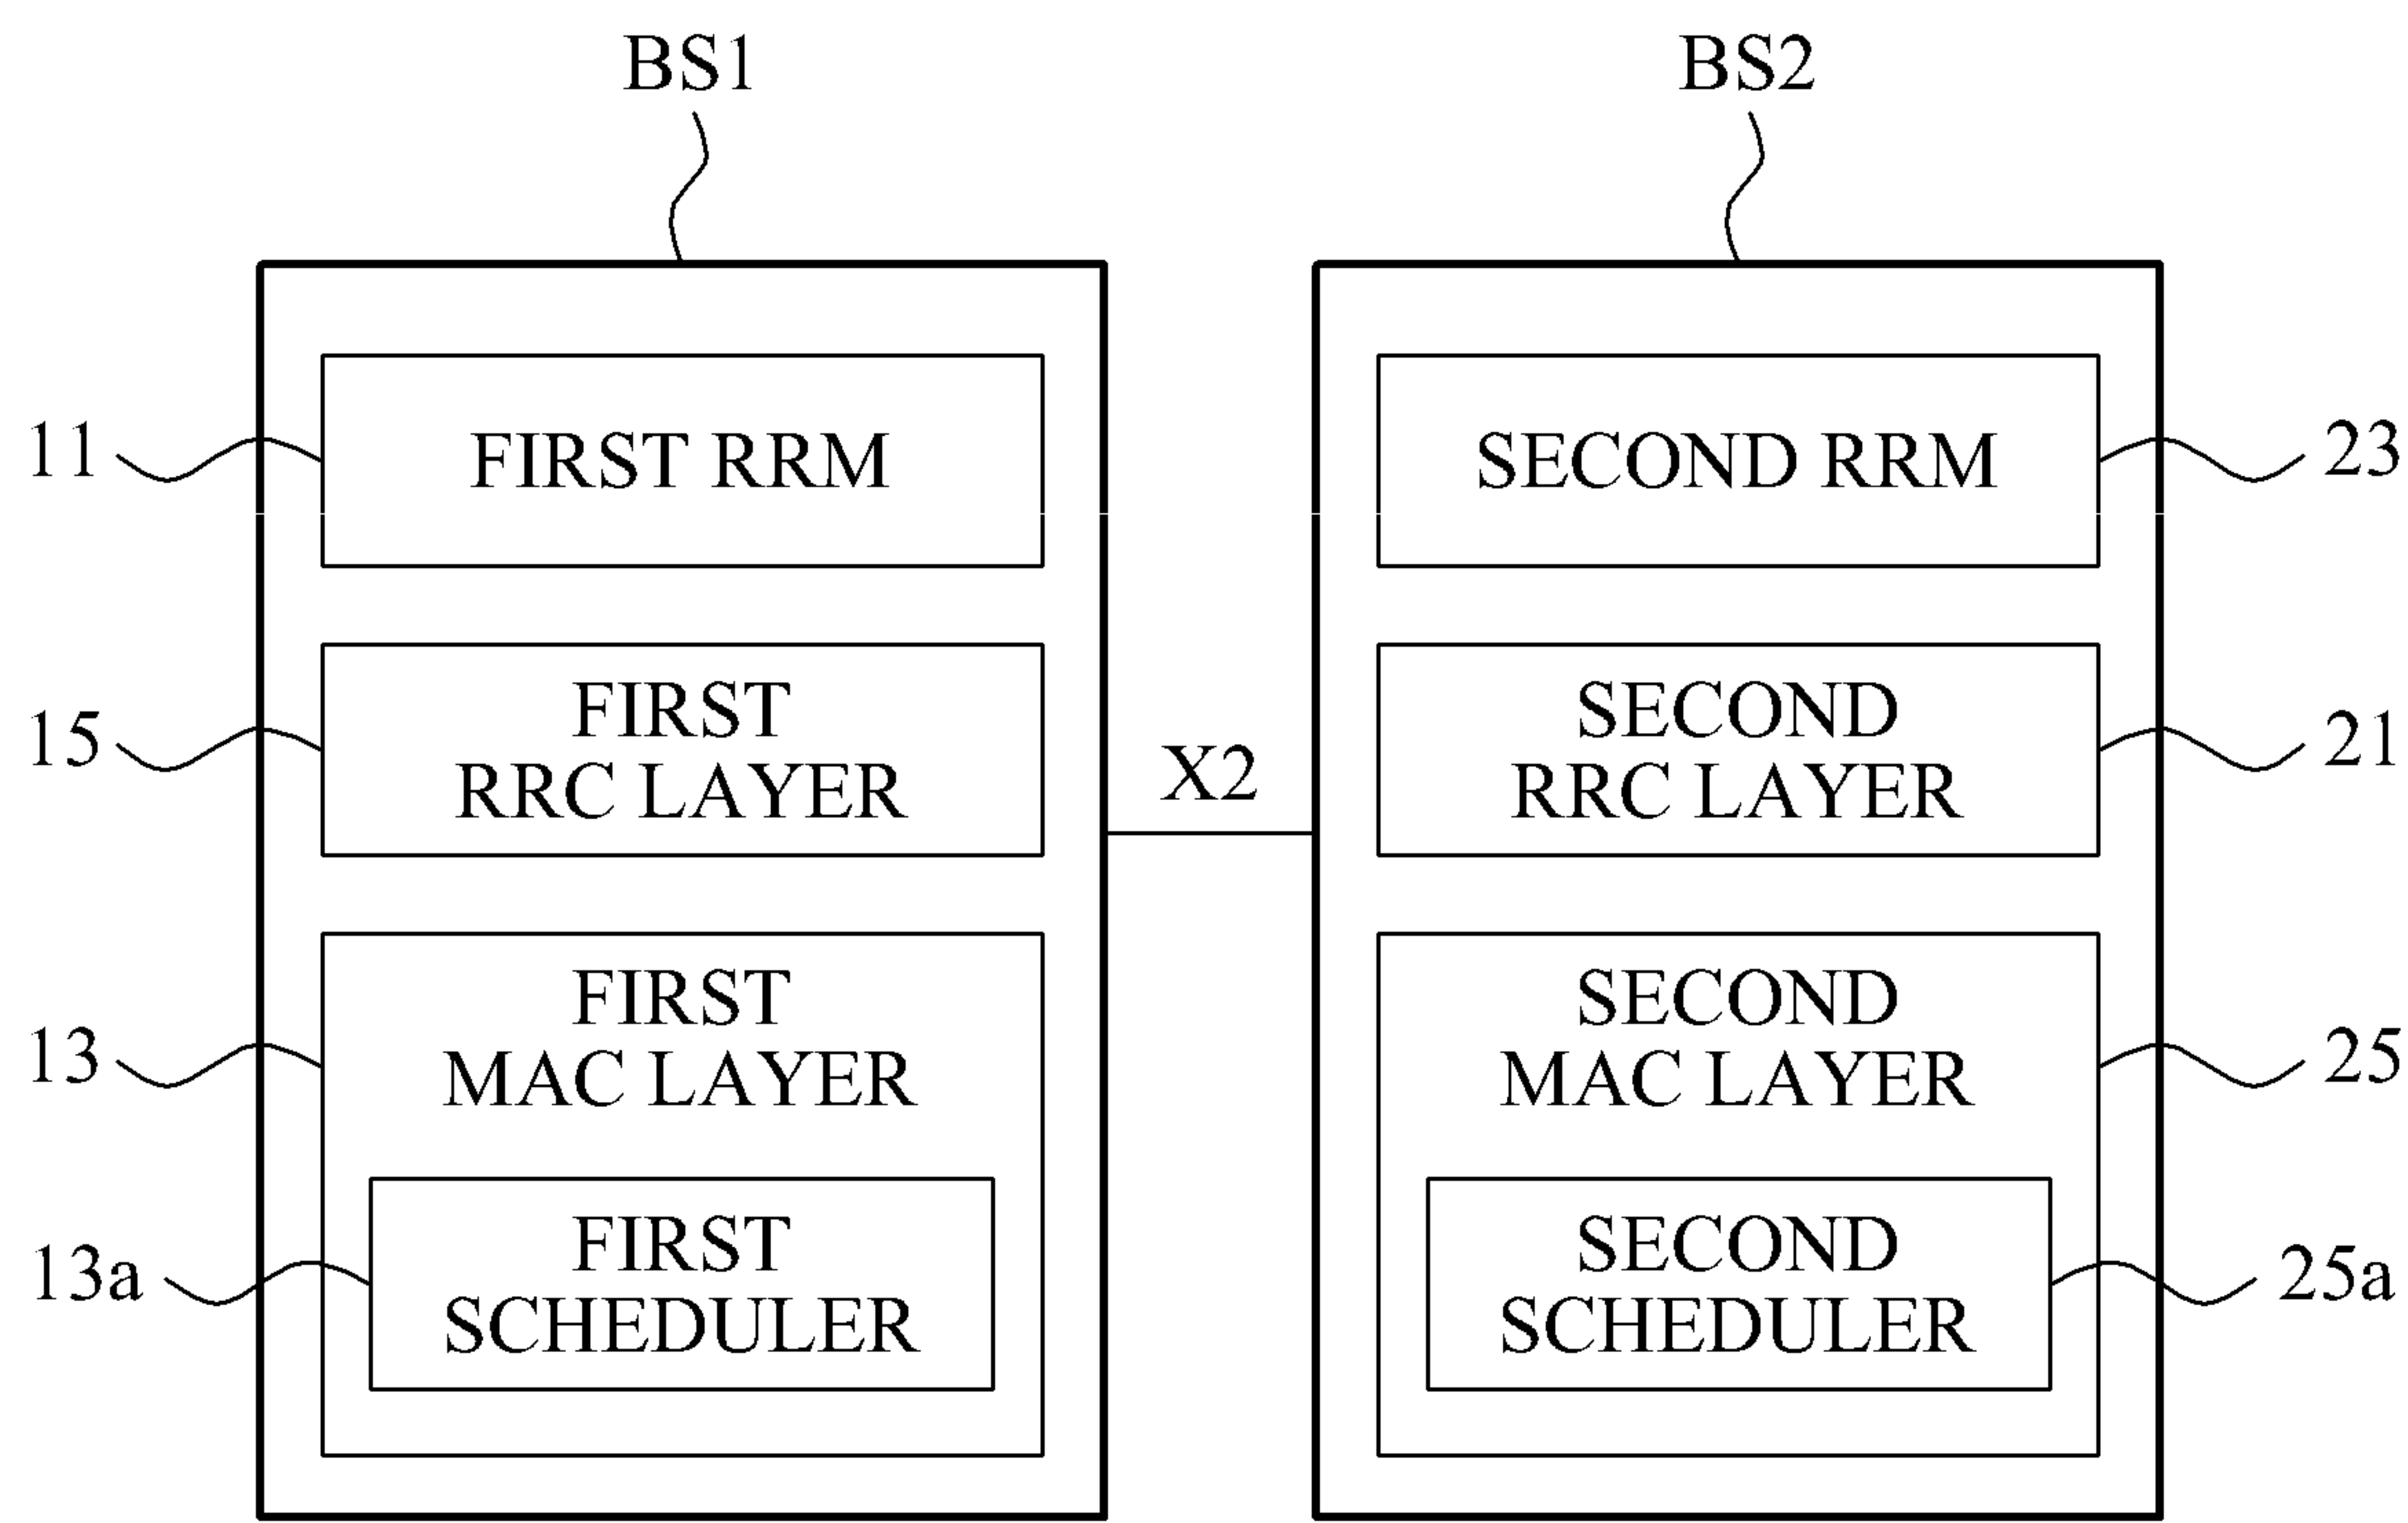 BS1
BS2
11
FIRST RRM
SECOND RRM
23
15
FIRST
RRC LAYER
X2
SECOND
RRC LAYER
21
13
FIRST
MAC LAYER
SECOND
MAC LAYER
25
13a
FIRST
SCHEDULER
SECOND
SCHEDULER
25a